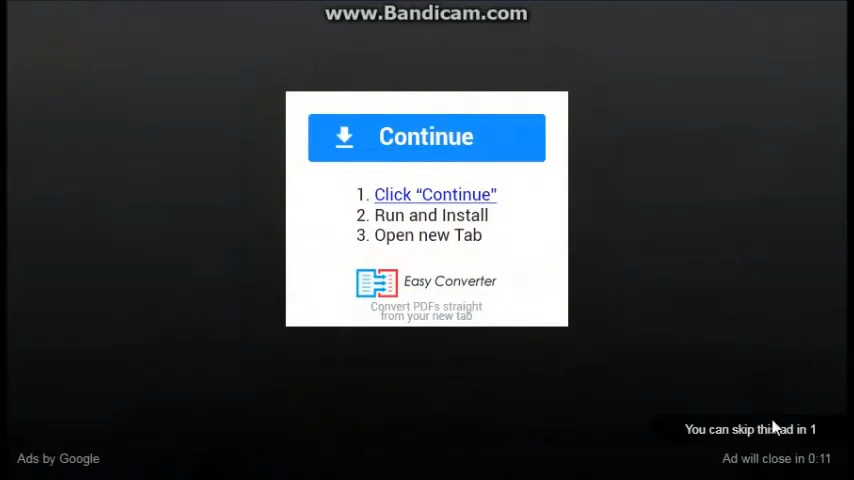 www.Bandicam.com
Continue
1. Click “Continue”
2. Run and Install
3. Open new Tab
Easy Converter
Convert PDFs straight
from your new tab
You can skip this ad in 1
Ads by Google
Ad will close in 0:11